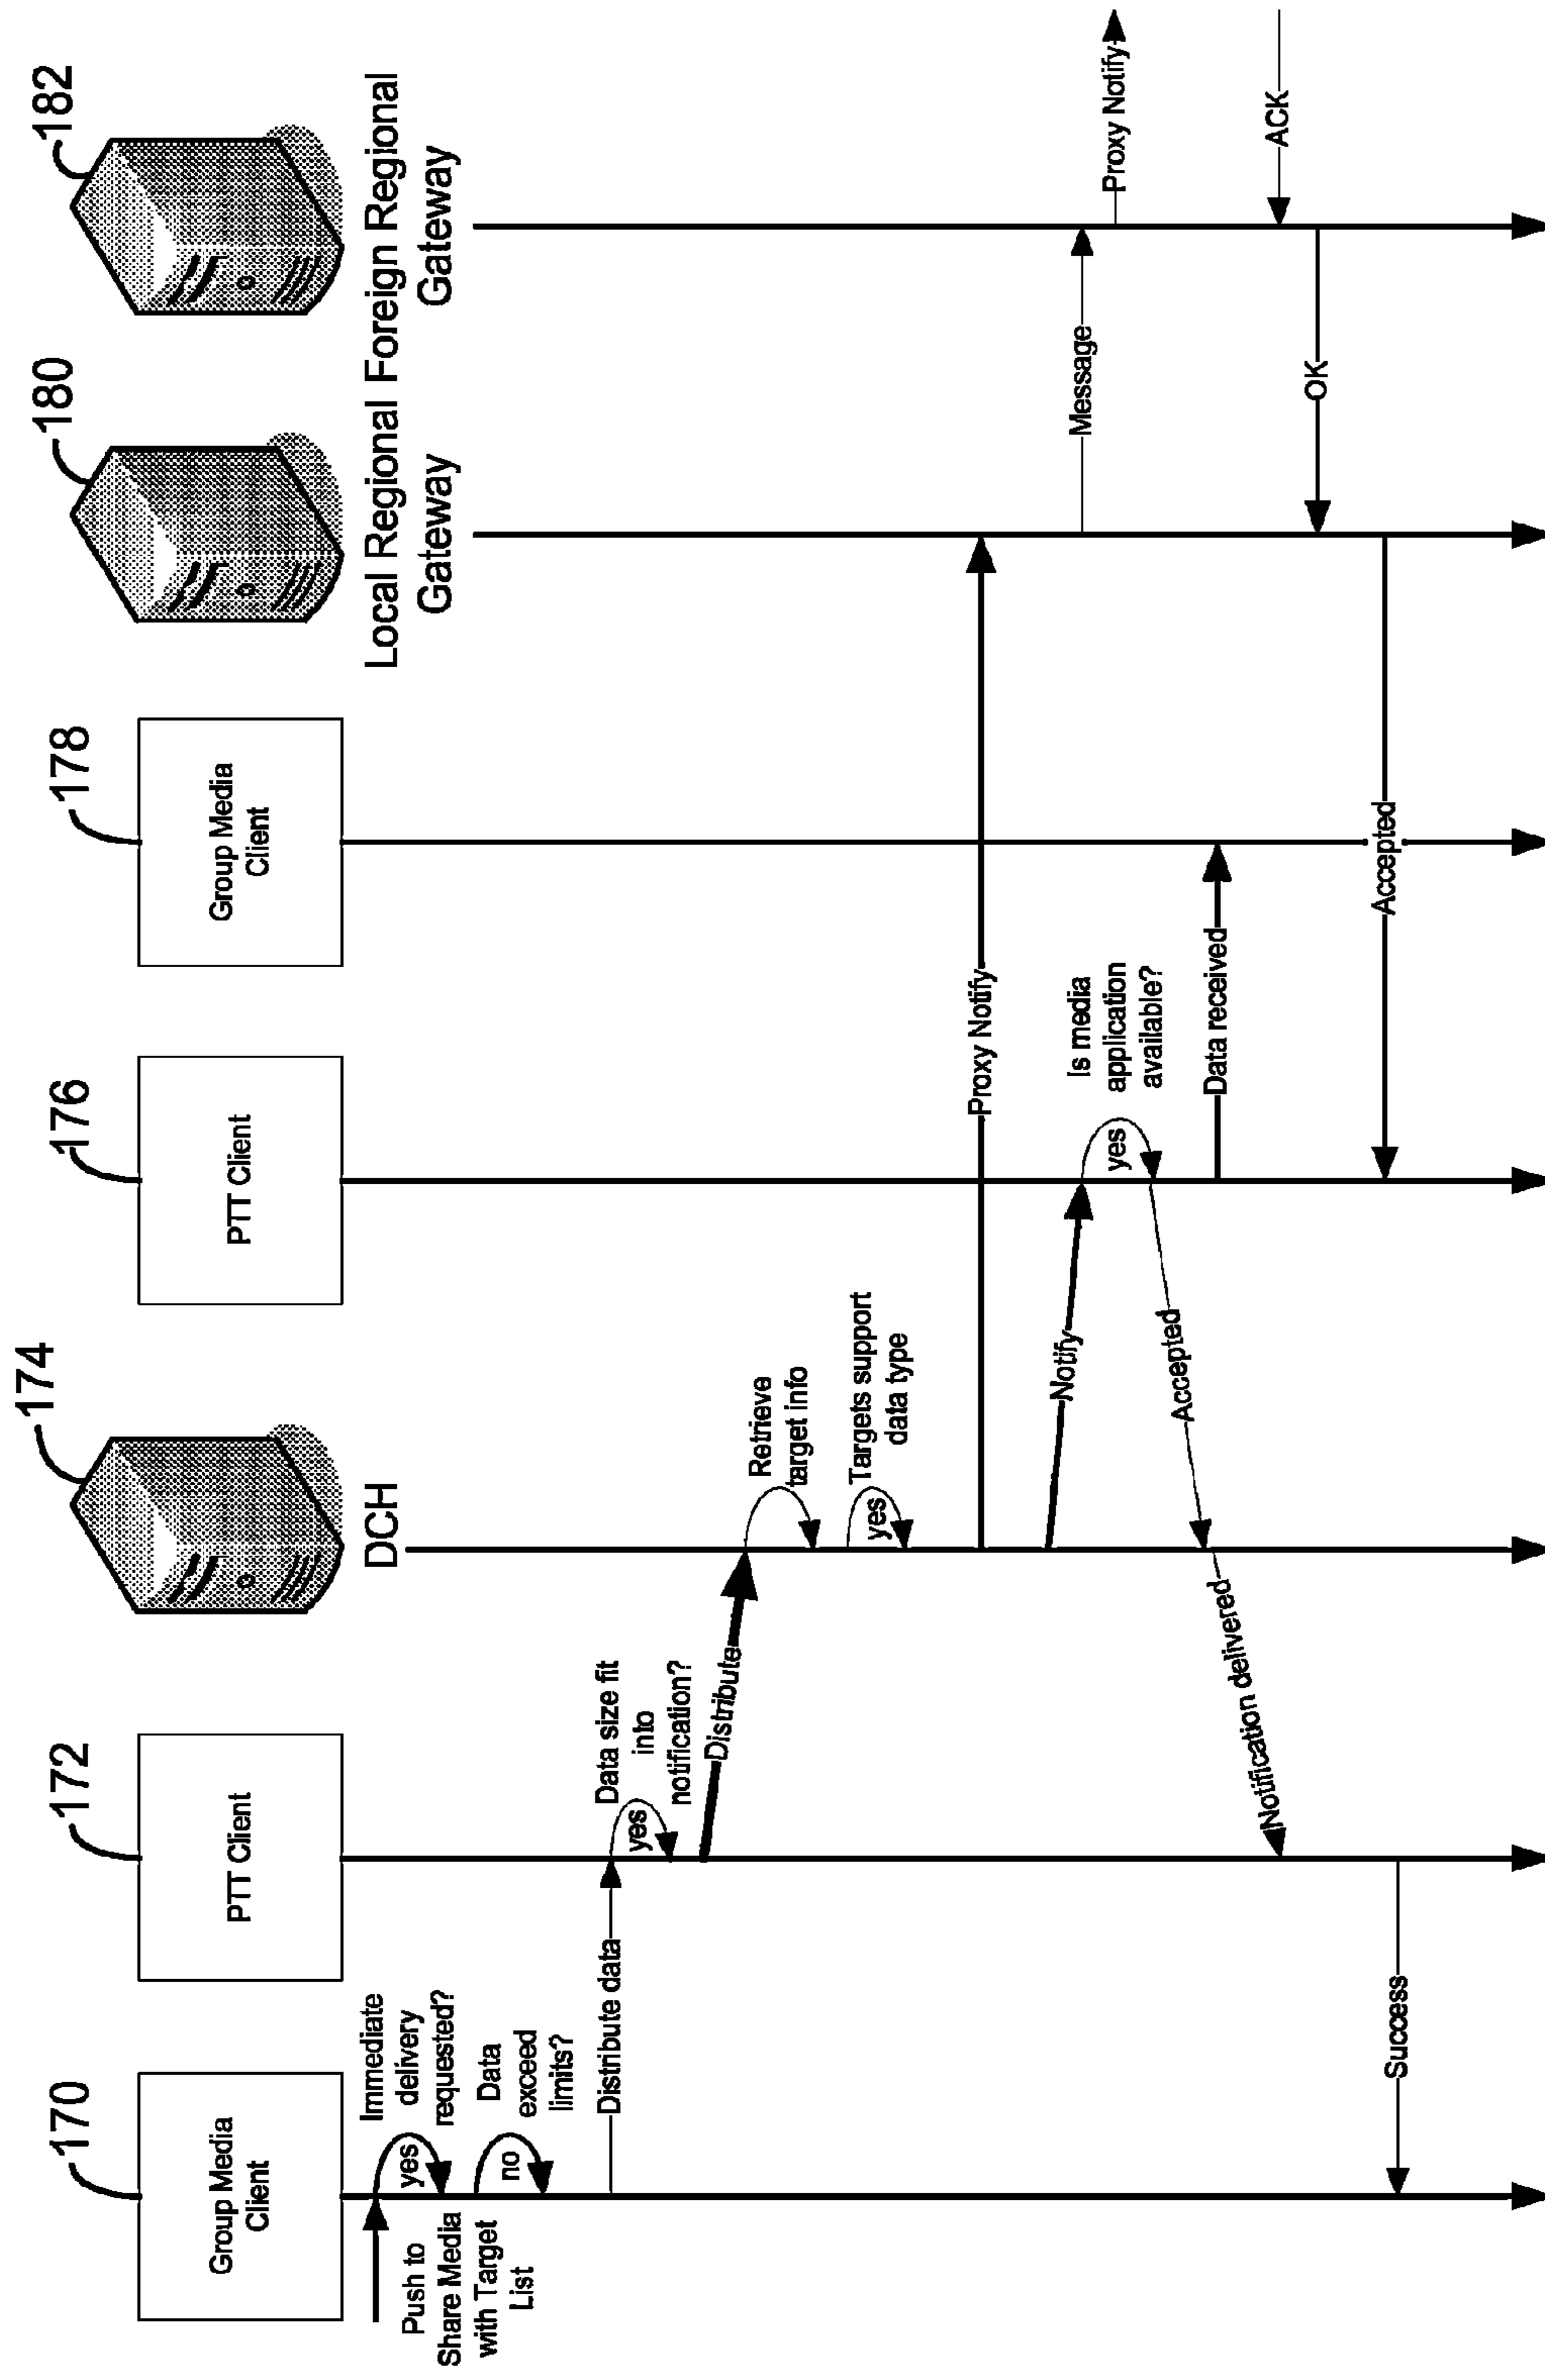 170
172
174
176
178
180
182
Group Media
Client
PTT Client
DCH
PTT Client
Group Media
Client
Local Regional
Gateway
Foreign Regional
Gateway
Push to
Share Media
with Target
List
yes
Immediate
delivery
requested?
no
Data
exceed
limits?
Distribute data
yes
Data size fit
into
notification?
Distribute
Retrieve
target info
yes
Targets support
data type
Proxy Notify
Notify
yes
Is media
application
available?
Message
Proxy Notify
Accepted
Data received
Notification delivered
ACK
OK
Accepted
Success